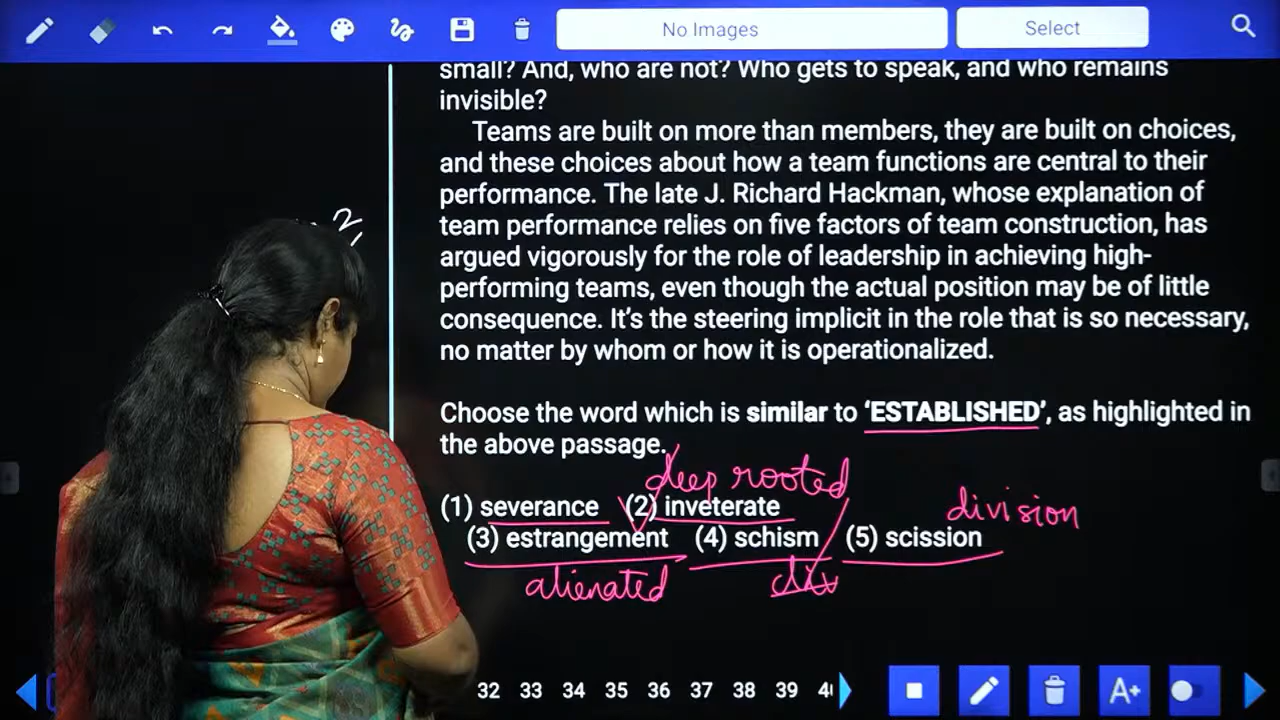 No Images
Select
small? And, who are not? Who gets to speak, and who remains
invisible?
Teams are built on more than members, they are built on choices,
and these choices about how a team functions are central to their
performance. The late J. Richard Hackman, whose explanation of
team performance relies on five factors of team construction, has
argued vigorously for the role of leadership in achieving high-
performing teams, even though the actual position may be of little
consequence. It's the steering implicit in the role that is so necessary,
no matter by whom or how it is operationalized.
Choose the word which is similar to 'ESTABLISHED', as highlighted in
the above passage.
deep rooted
(1) severance (2) inveterate
division
(3) estrangement (4) schism (5) scission
alienated div
32 33 34 35 36 37 38 39
A+